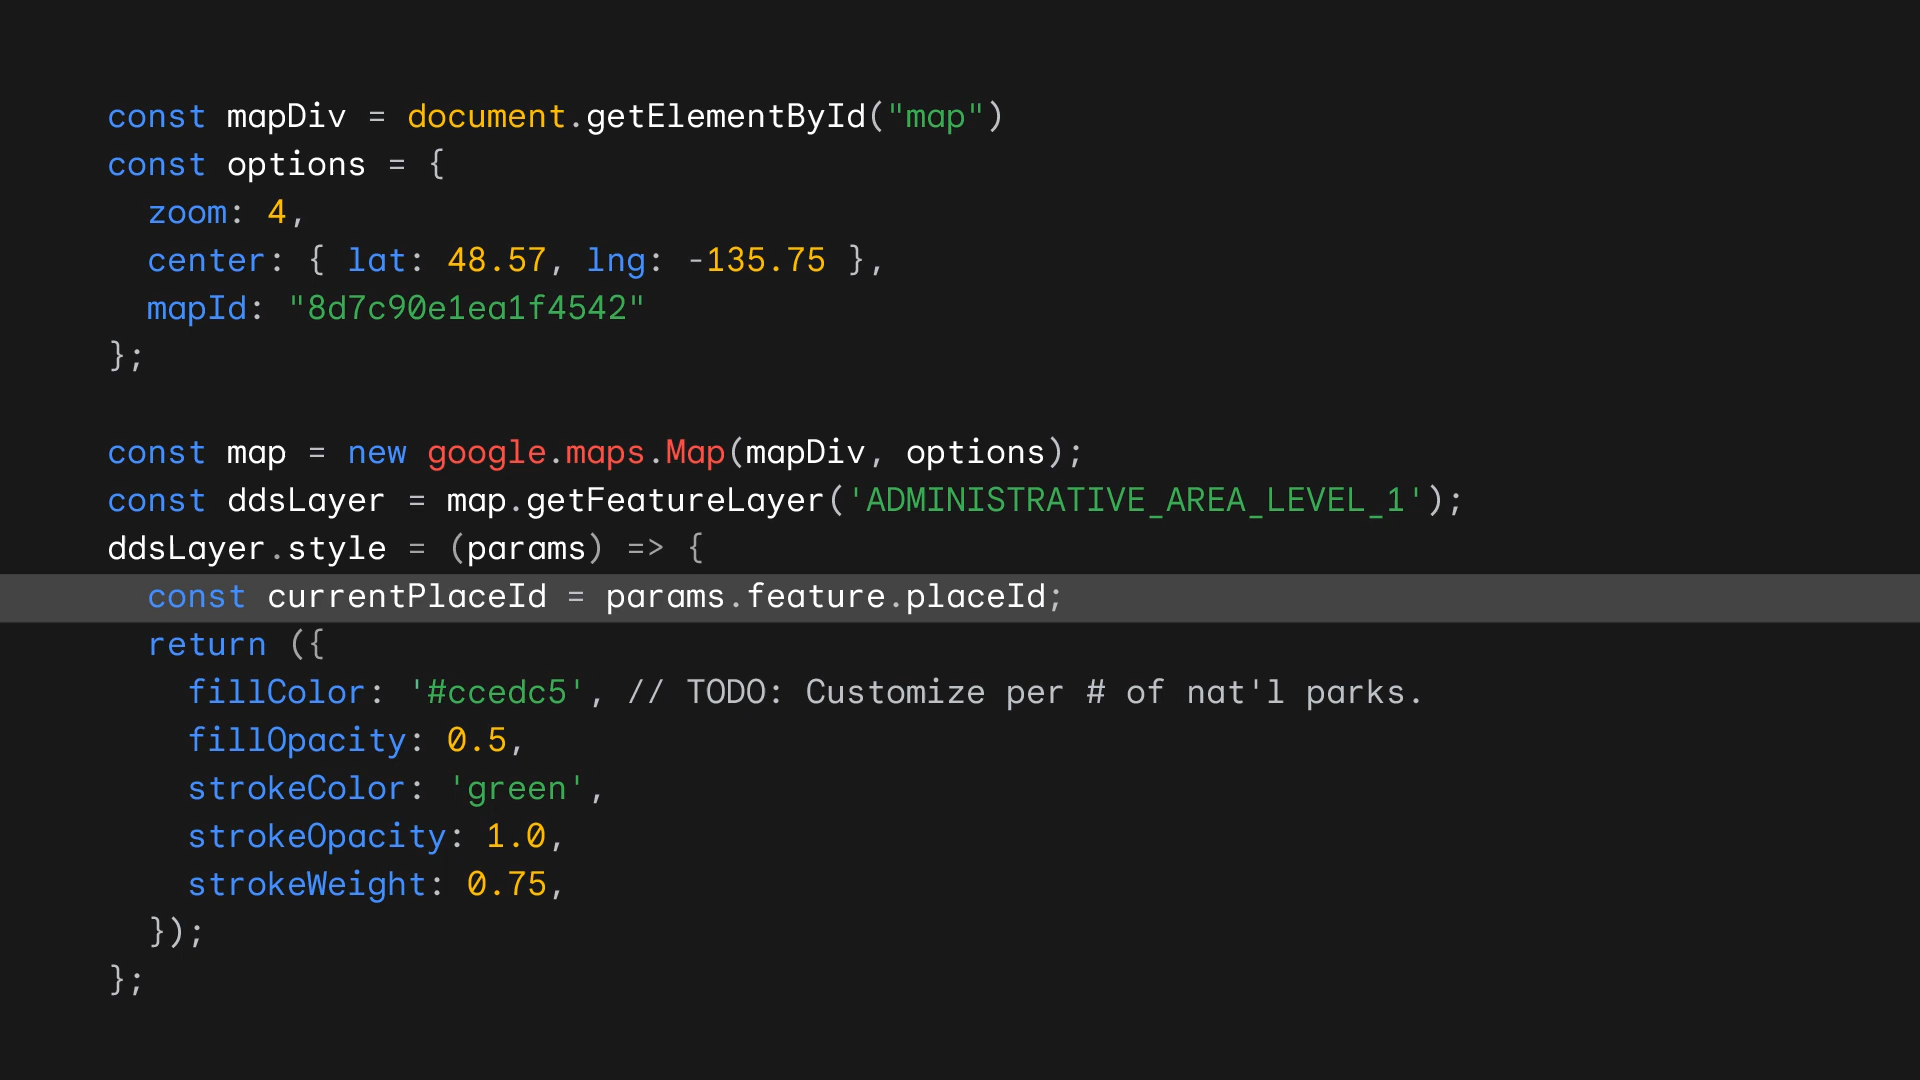 const mapDiv = document.getElementById("map")
const options = {
  zoom: 4,
  center: { lat: 48.57, lng: -135.75 },
  mapId: "8d7c90e1ea1f4542"
};

const map = new google.maps.Map(mapDiv, options);
const ddsLayer = map.getFeatureLayer('ADMINISTRATIVE_AREA_LEVEL_1');
ddsLayer.style = (params) => {
  const currentPlaceId = params.feature.placeId;
  return ({
    fillColor: '#ccedc5', // TODO: Customize per # of nat'l parks.
    fillOpacity: 0.5,
    strokeColor: 'green',
    strokeOpacity: 1.0,
    strokeWeight: 0.75,
  });
};